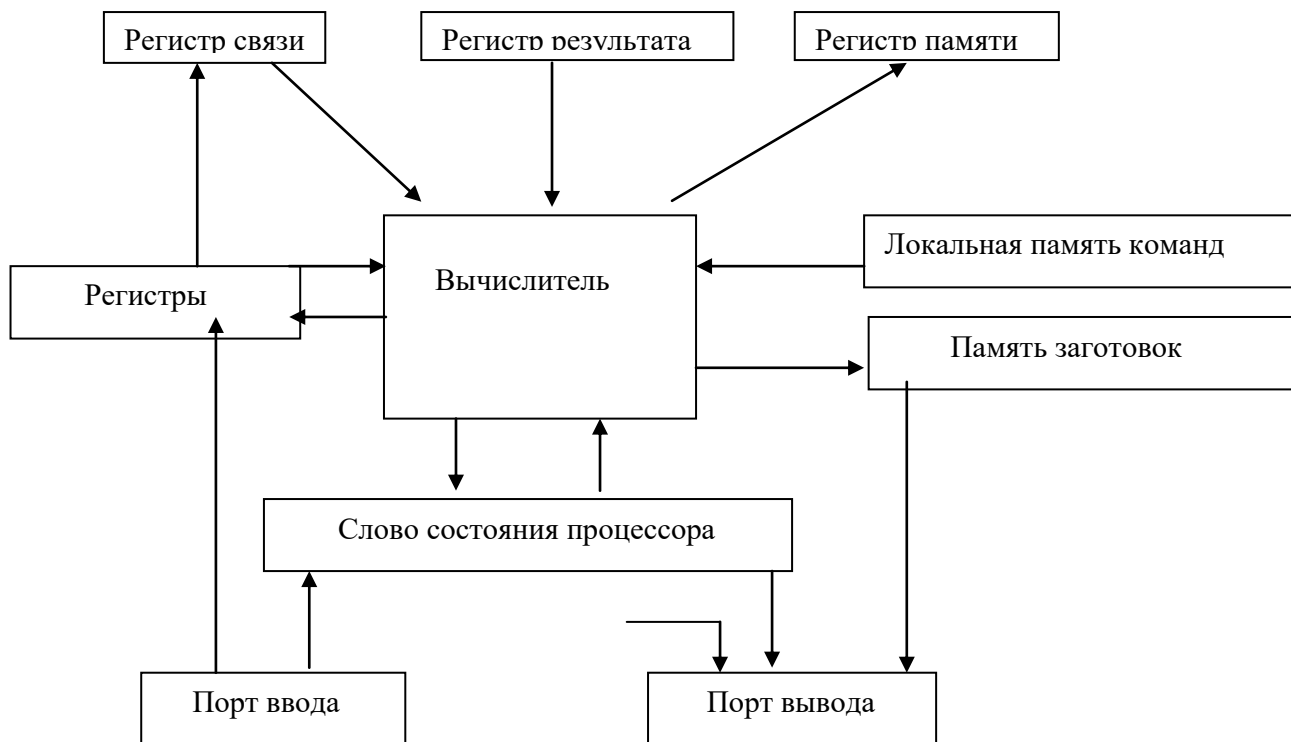 Регистр связи
Регистр результата
Регистр памяти
Локальная память команд
Вычислитель
Регистры
Память заготовок
Слово состояния процессора
Порт ввода
Порт вывода